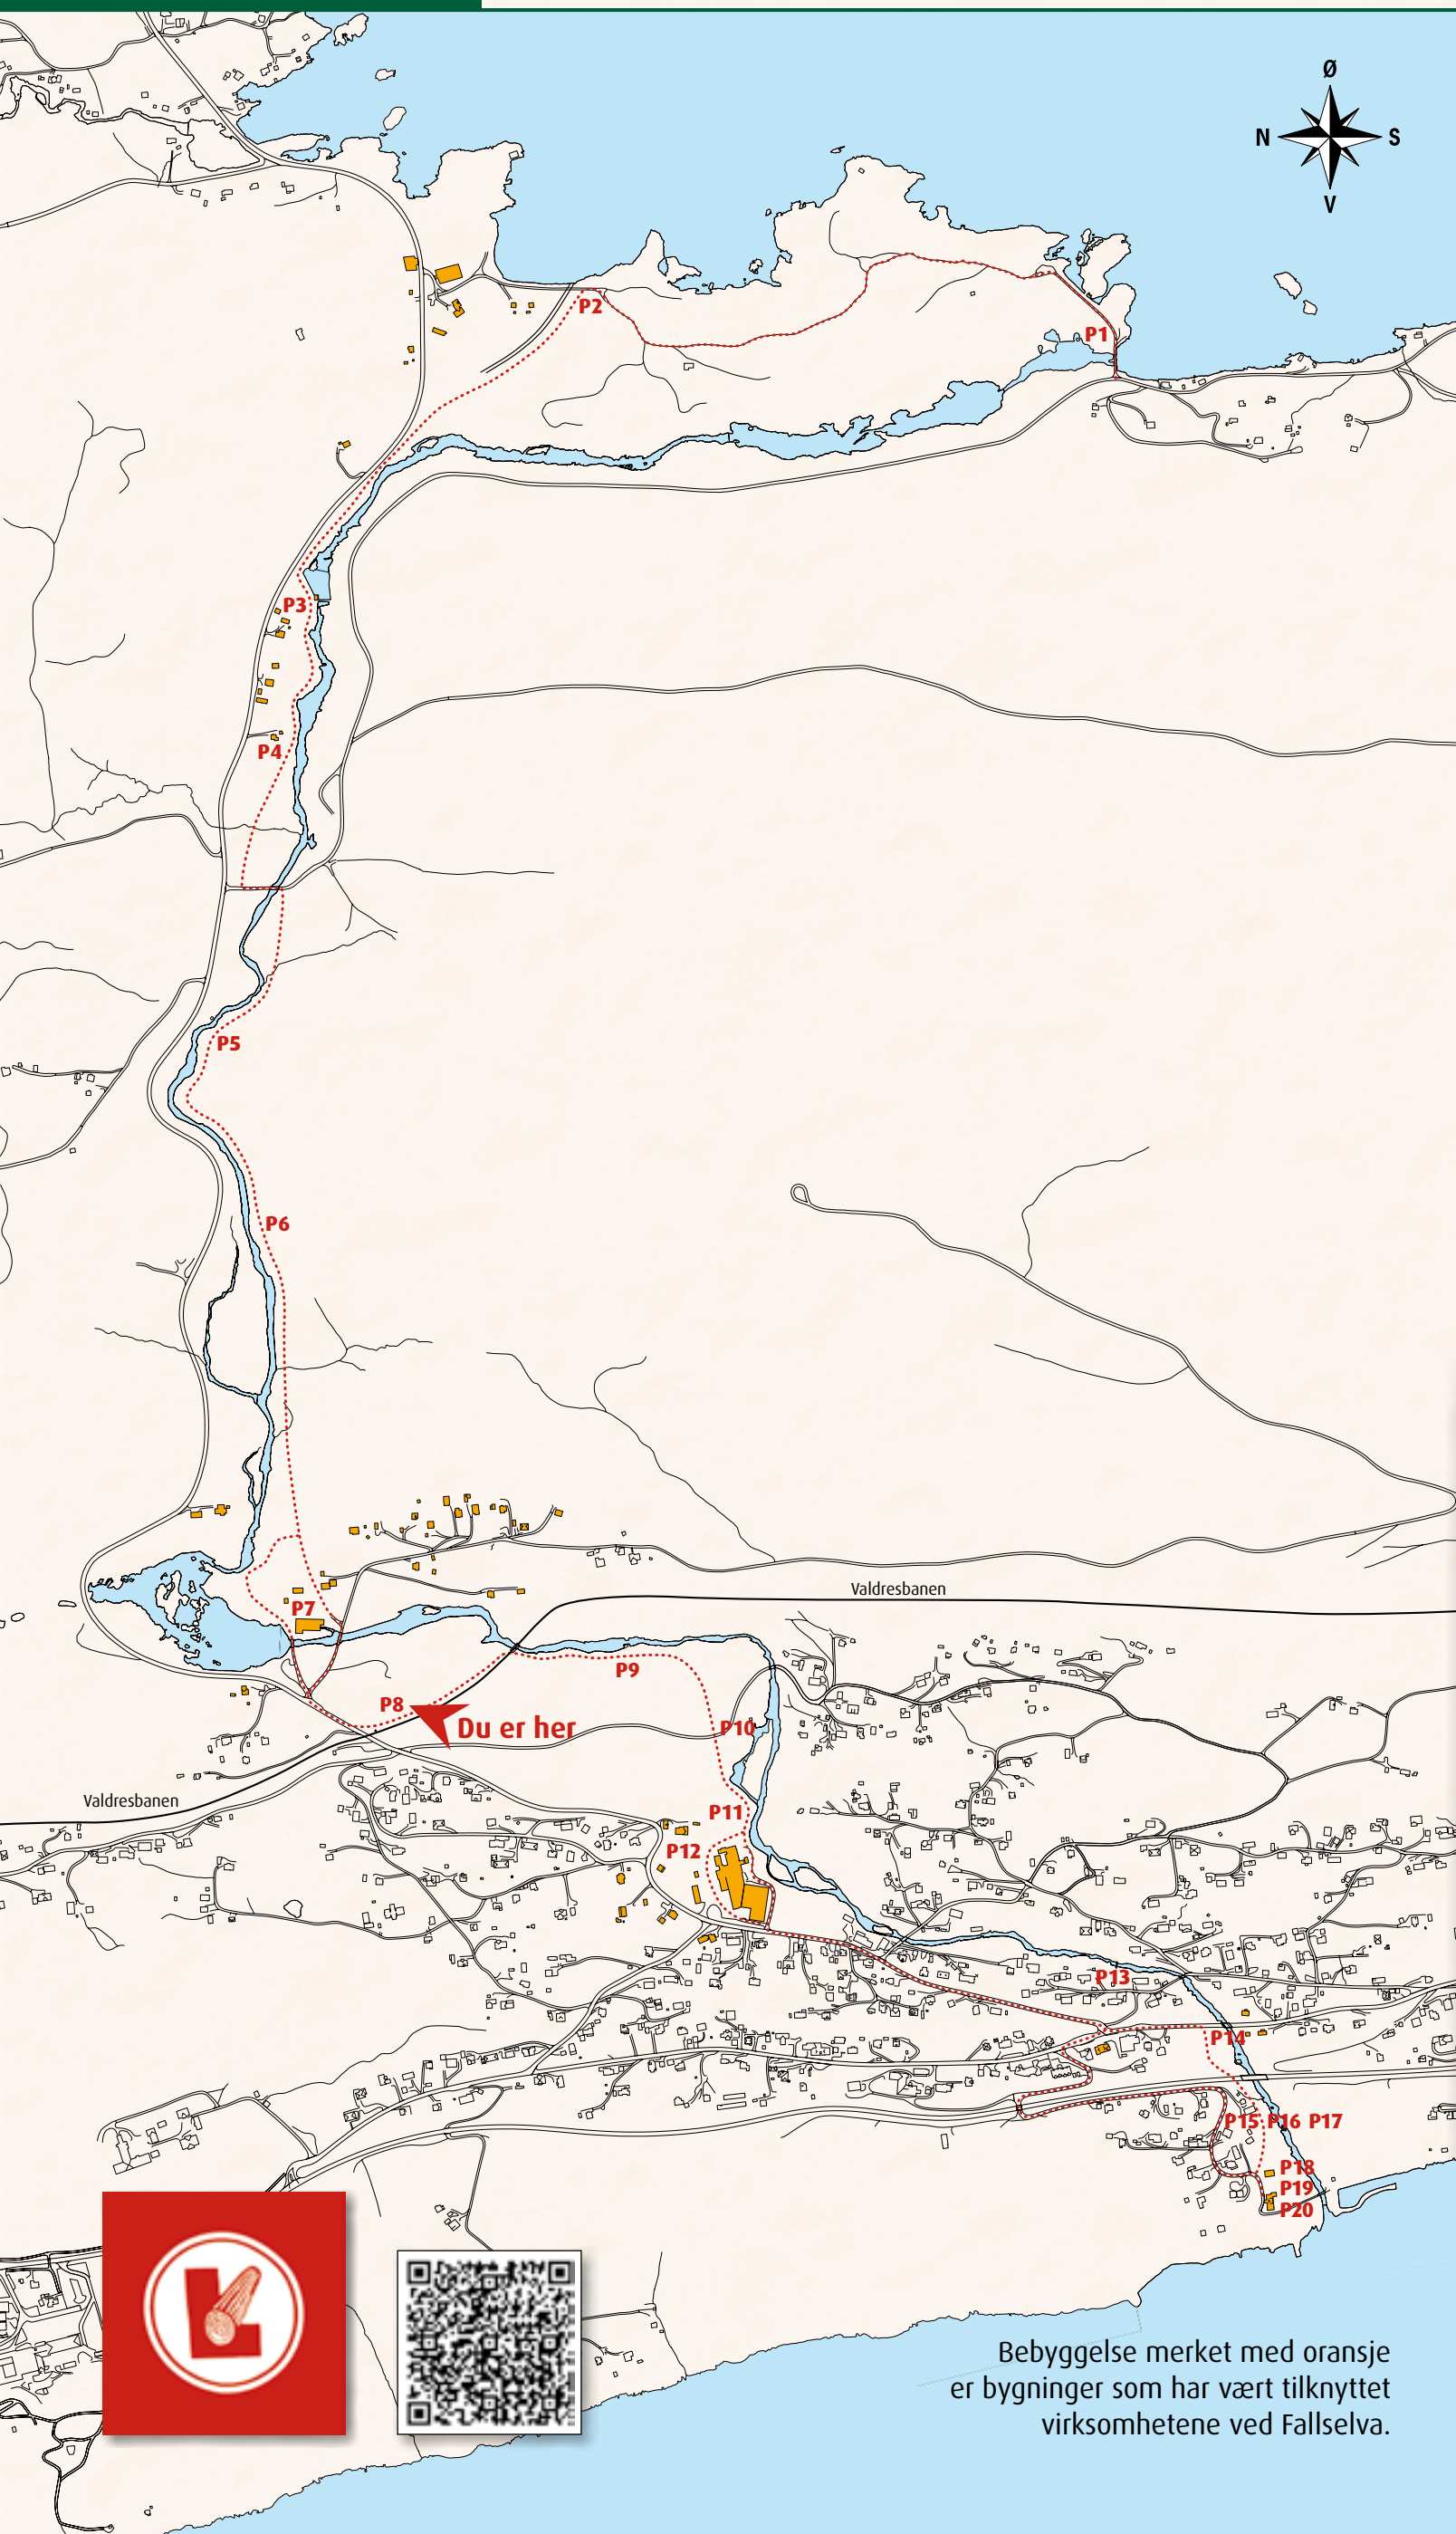 Ø
N S
V
P2
P1
P3
P4
P5
P6
Valdresbanen
P7
P9
P8
Du er her
P10
Valdresbanen
P11
P12
P13
P14
P15 P16 P17
P18
P19
P20
L
Bebyggelse merket med oransje
er bygninger som har vært tilknyttet
virksomhetene ved Fallselva.